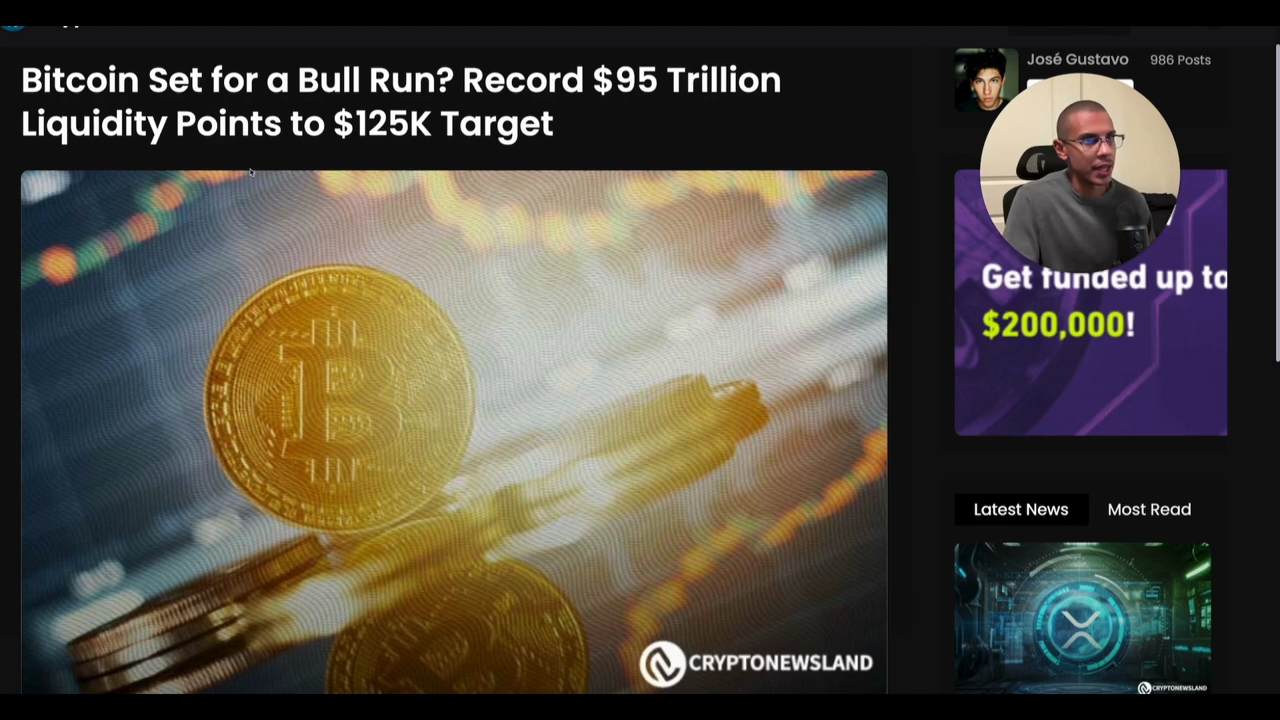 Bitcoin Set for a Bull Run? Record $95 Trillion
Liquidity Points to $125K Target
José Gustavo
986 Posts
Get funded up to
$200,000!
Latest News
Most Read
CRYPTONEWSLAND
CRYPTONEWSLAND